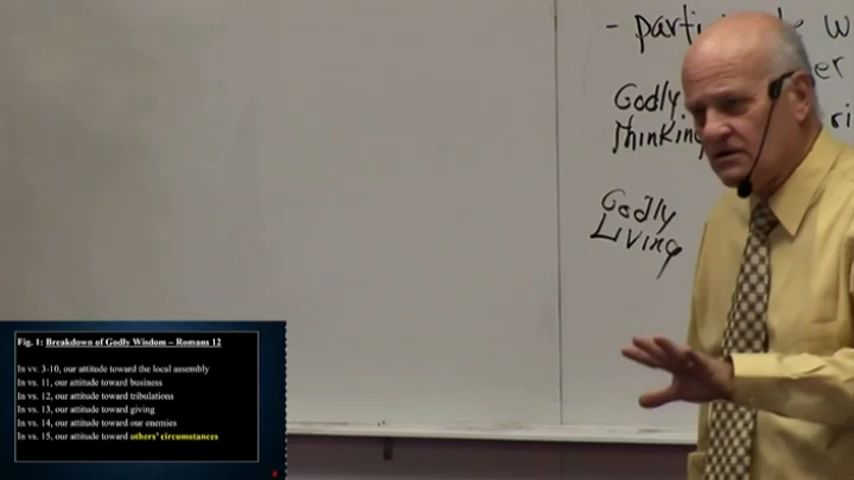 - parti
er
Godly
Thinking
ri
Godly
Living
Fig. 1: Breakdown of Godly Wisdom – Romans 12
In vv. 3-10, our attitude toward the local assembly
In vs. 11, our attitude toward business
In vs. 12, our attitude toward tribulations
In vs. 13, our attitude toward giving
In vs. 14, our attitude toward our enemies
In vs. 15, our attitude toward others' circumstances